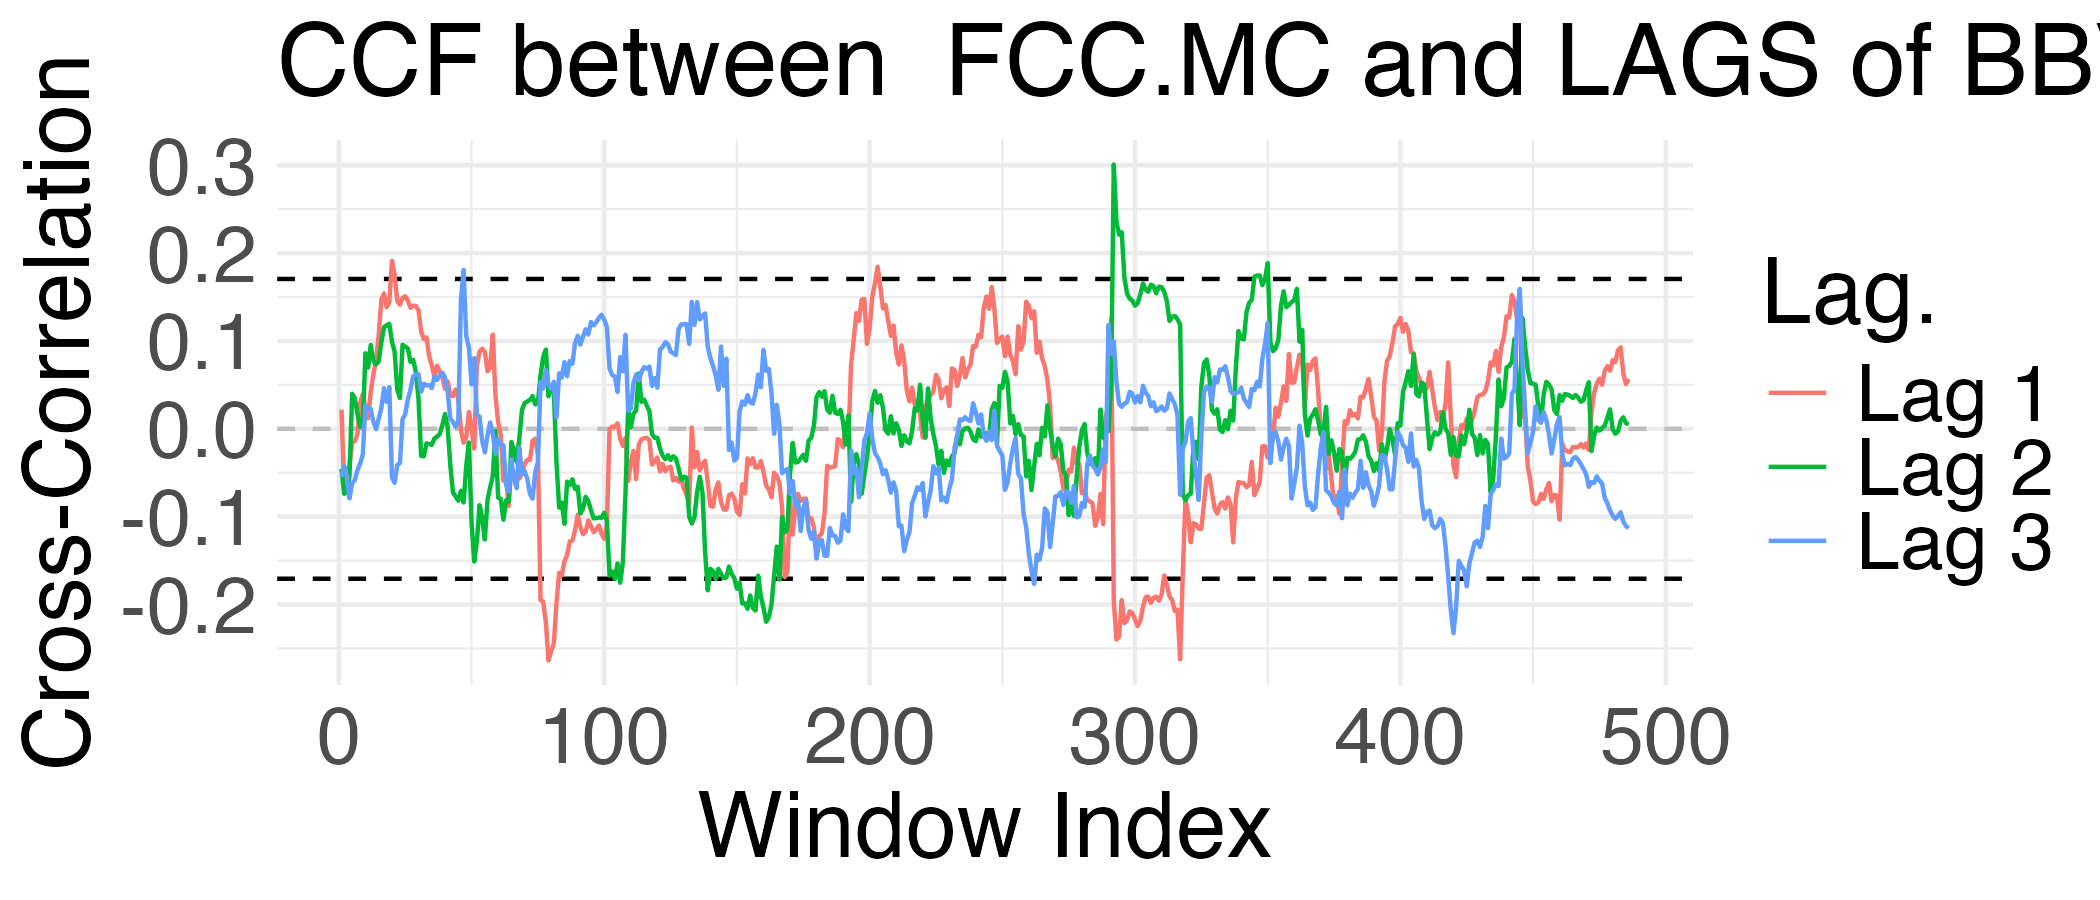 CCF between  FCC.MC and LAGS of BB
Cross-Correlation
0.3
0.2
0.1
0.0
-0.1
-0.2
0 100 200 300 400 500
Window Index
Lag.
Lag 1
Lag 2
Lag 3